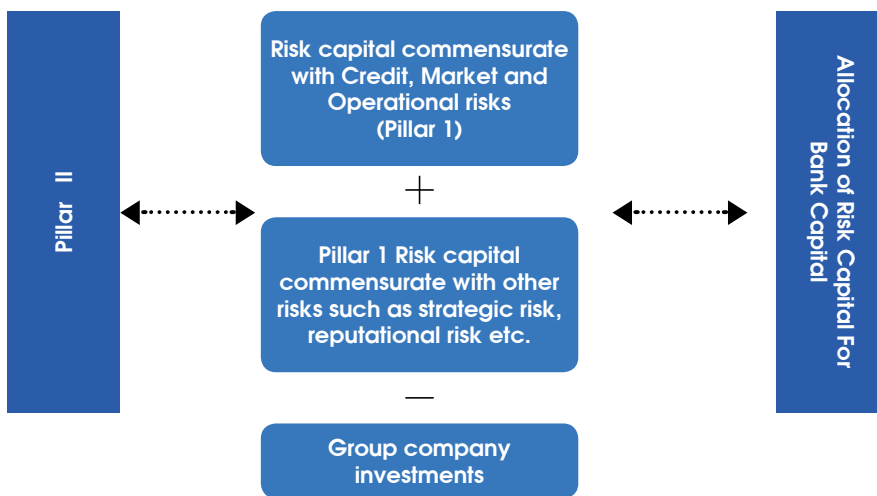 Pillar II
Risk capital commensurate
with Credit, Market and
Operational risks
(Pillar 1)
+
Pillar 1 Risk capital
commensurate with other
risks such as strategic risk,
reputational risk etc.
—
Group company
investments
Allocation of Risk Capital For
Bank Capital